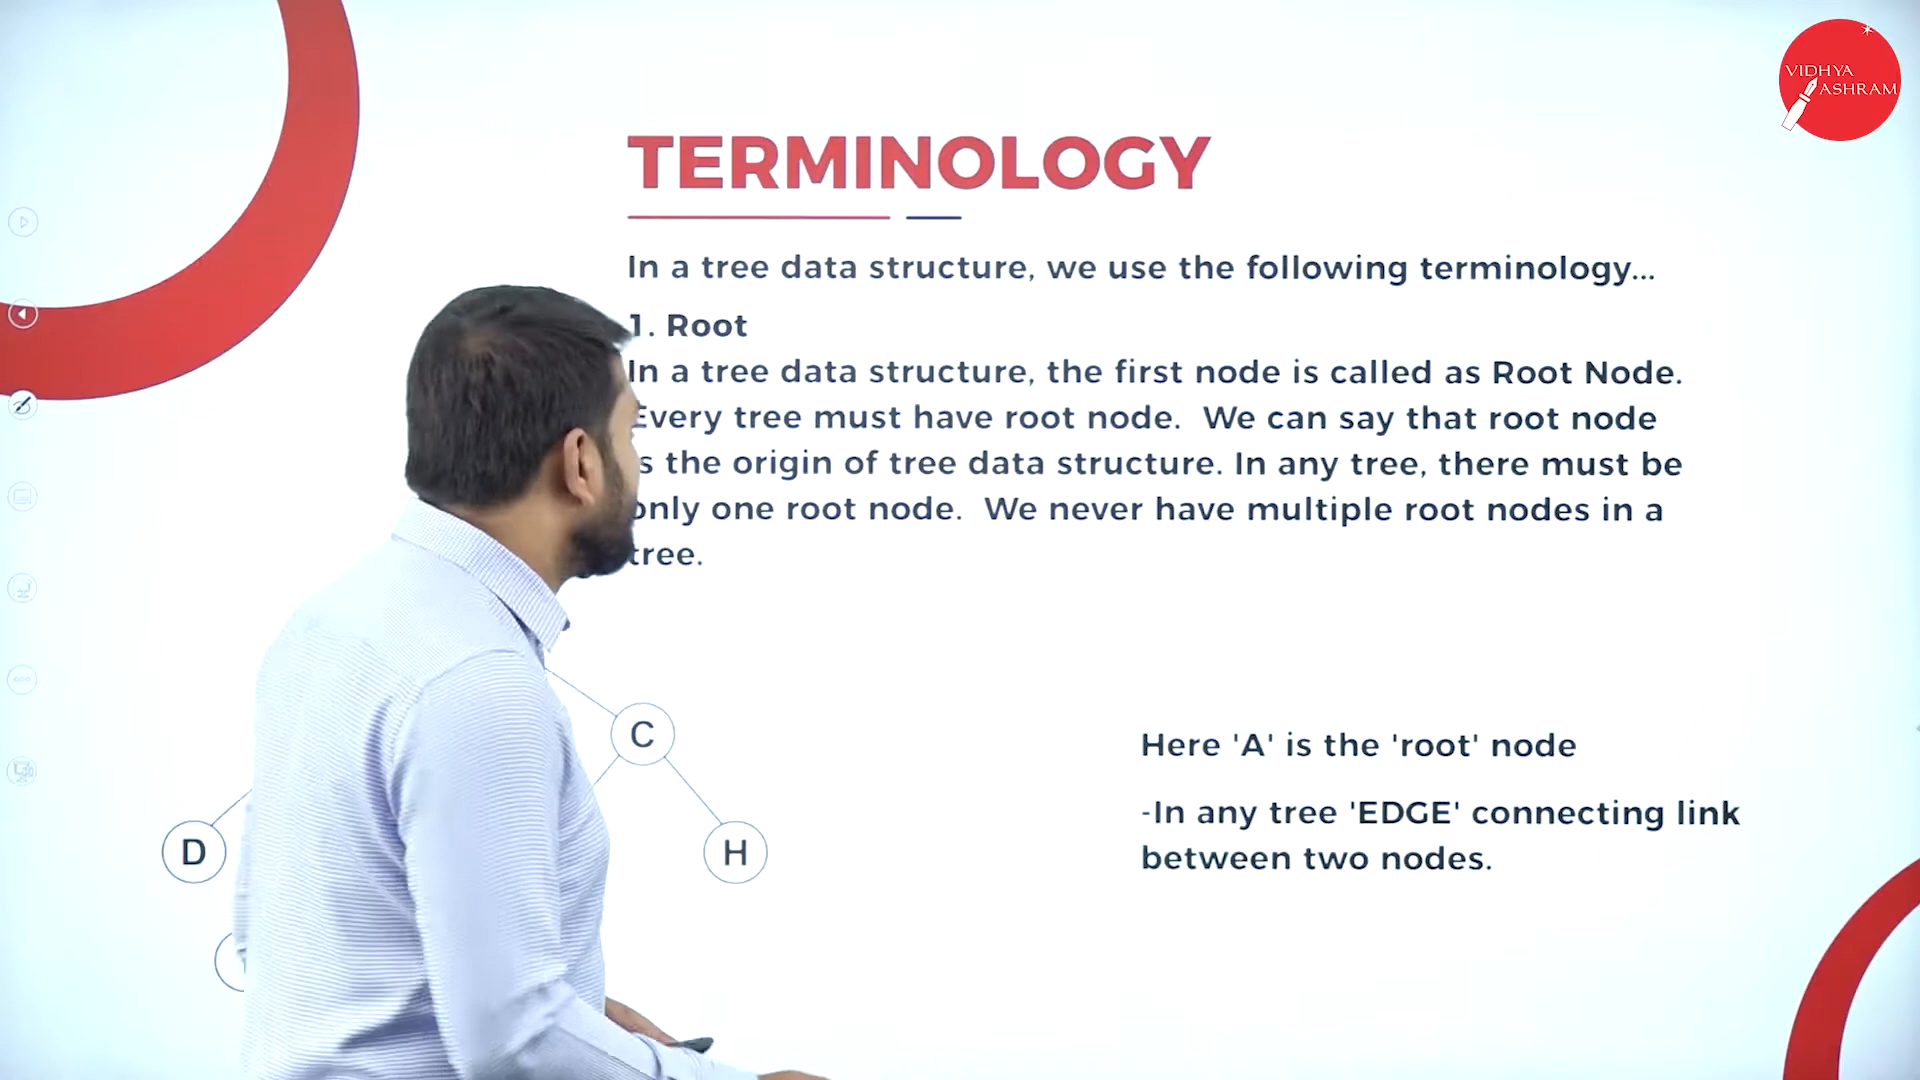 VIDHYA
ASHRAM
TERMINOLOGY
In a tree data structure, we use the following terminology...
1. Root
In a tree data structure, the first node is called as Root Node.
Every tree must have root node. We can say that root node
is the origin of tree data structure. In any tree, there must be
only one root node. We never have multiple root nodes in a
tree.
C
Here 'A' is the 'root' node
-In any tree 'EDGE' connecting link
between two nodes.
D
H